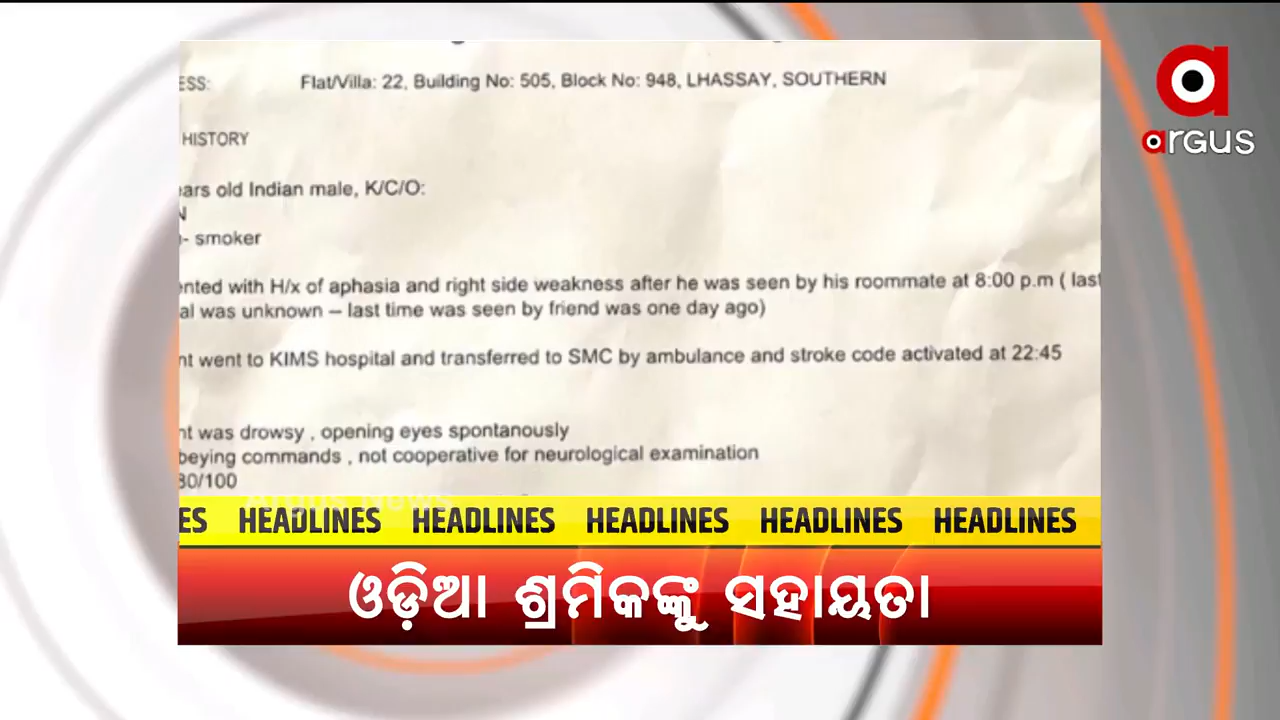 ESS: Flat/Villa: 22, Building No: 505, Block No: 948, LHASSAY, SOUTHERN
HISTORY
ears old Indian male, K/C/O:
N
- smoker
ented with H/x of aphasia and right side weakness after he was seen by his roommate at 8:00 p.m ( last
al was unknown – last time was seen by friend was one day ago)
nt went to KIMS hospital and transferred to SMC by ambulance and stroke code activated at 22:45
nt was drowsy , opening eyes spontanously
beying commands , not cooperative for neurological examination
80/100
Argus News
ES HEADLINES HEADLINES HEADLINES HEADLINES HEADLINES
ଓଡ଼ିଆ ଶ୍ରମିକଙ୍କୁ ସହାୟତା
a
argus